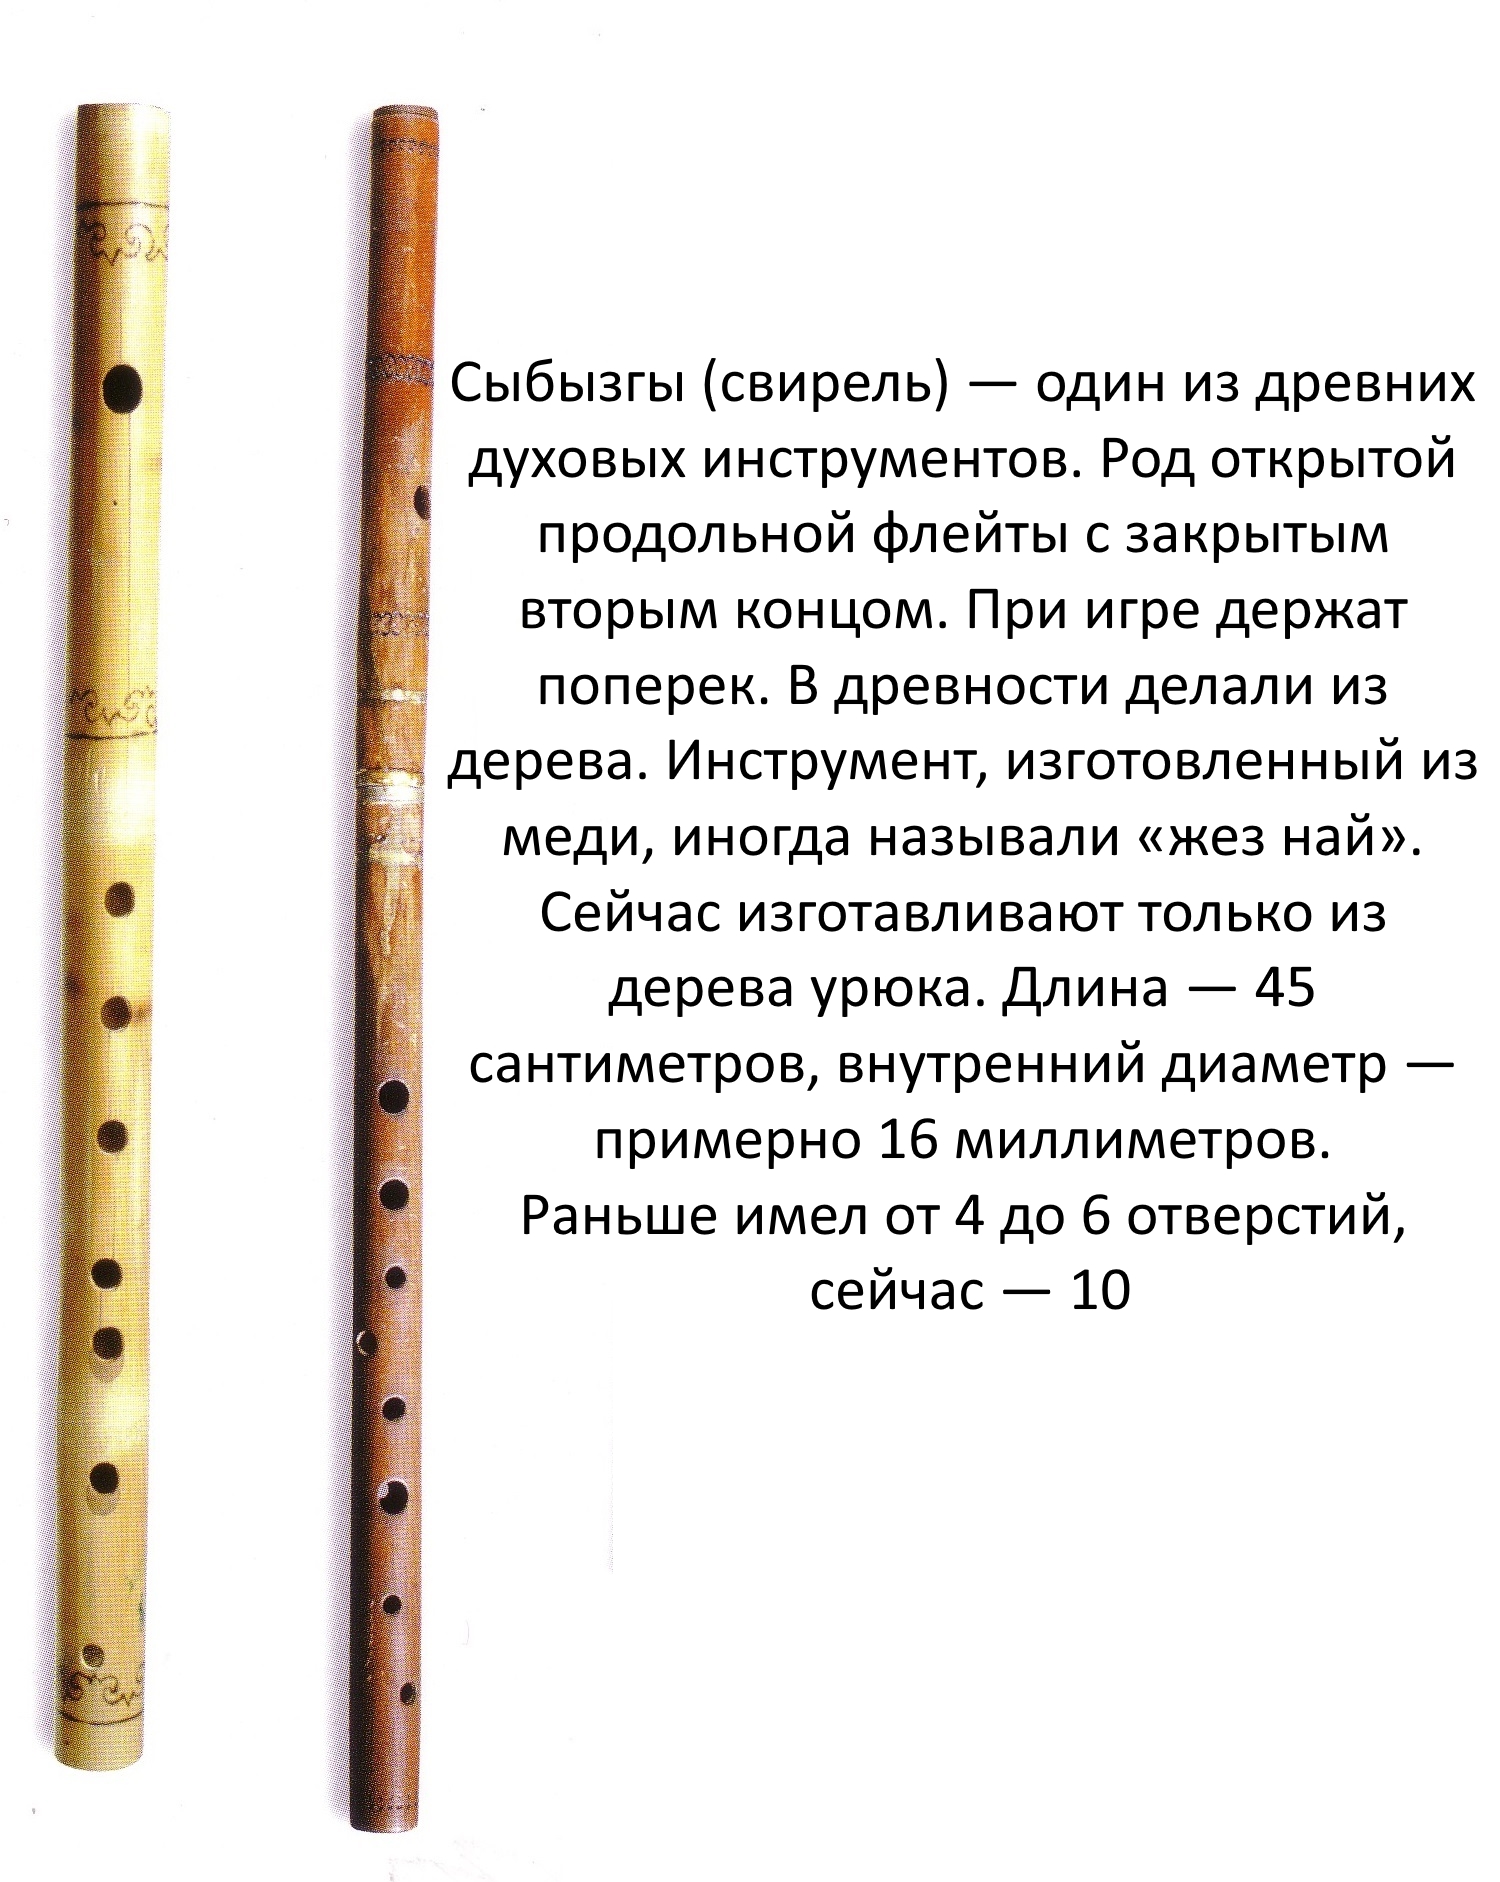 Сыбызгы (свирель) — один из древних
духовых инструментов. Род открытой
продольной флейты с закрытым
вторым концом. При игре держат
поперек. В древности делали из
дерева. Инструмент, изготовленный из
меди, иногда называли «жез най».
Сейчас изготавливают только из
дерева урюка. Длина — 45
сантиметров, внутренний диаметр —
примерно 16 миллиметров.
Раньше имел от 4 до 6 отверстий,
сейчас — 10